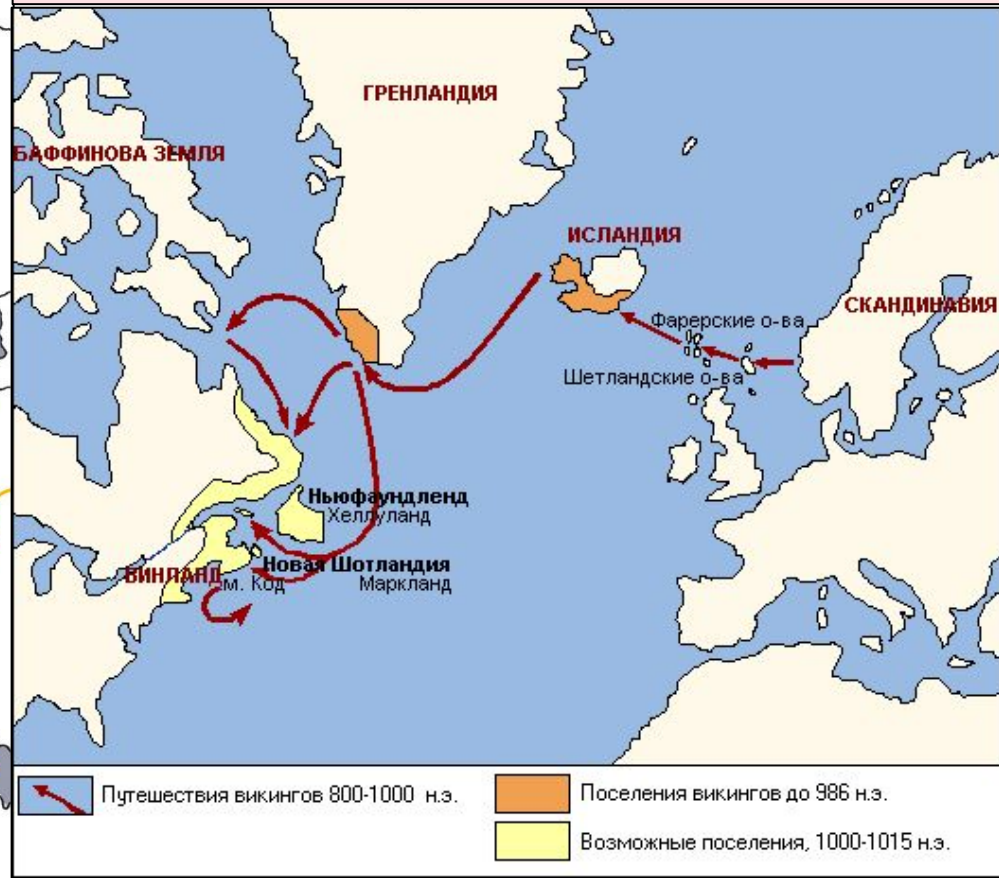 ГРЕНЛАНДИЯ
БАФФИНОВА ЗЕМЛЯ
ИСЛАНДИЯ
СКАНДИНАВИЯ
Фарерские о-ва
Шетландские о-ва
Ньюфаундленд
Хеллуланд
Новая Шотландия
ВИНЛАНД
м. Код
Маркланд
Путешествия викингов 800-1000 н.э.
Поселения викингов до 986 н.э.
Возможные поселения, 1000-1015 н.э.